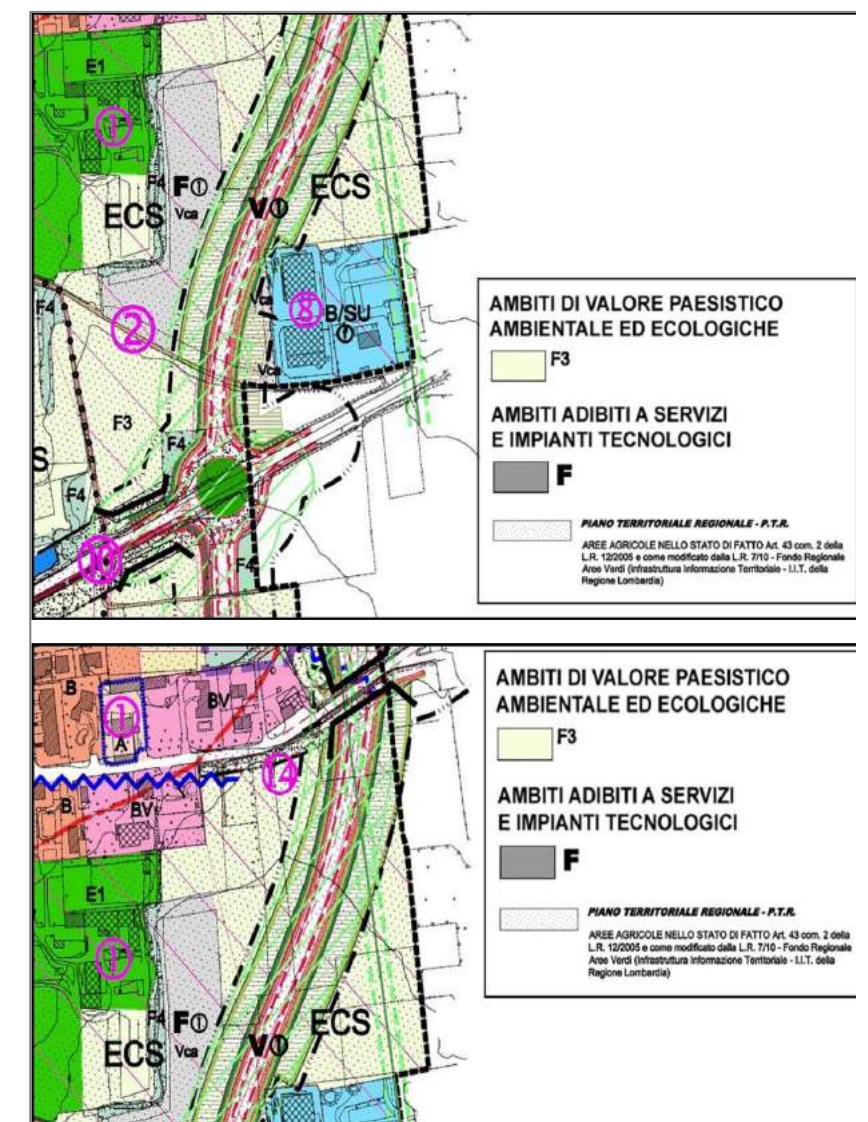 E1
①
F4
F①
ECS
Vca
V①
ECS
Vca
⑧
B/SU
①
F4
②
Vca
F3
F4
S
F4
⑩
F4
AMBITI DI VALORE PAESISTICO
AMBIENTALE ED ECOLOGICHE
F3
AMBITI ADIBITI A SERVIZI
E IMPIANTI TECNOLOGICI
F
PIANO TERRITORIALE REGIONALE - P.T.R.
AREE AGRICOLE NELLO STATO DI FATTO Art. 43 com. 2 della
L.R. 12/2005 e come modificato dalla L.R. 7/10 - Fondo Regionale
Aree Verdi (Infrastruttura Informazione Territoriale - I.I.T. della
Regione Lombardia)
B
①
A
BV
⑭
B
BV
E1
①
F4
F①
ECS
Vca
V①
ECS
AMBITI DI VALORE PAESISTICO
AMBIENTALE ED ECOLOGICHE
F3
AMBITI ADIBITI A SERVIZI
E IMPIANTI TECNOLOGICI
F
PIANO TERRITORIALE REGIONALE - P.T.R.
AREE AGRICOLE NELLO STATO DI FATTO Art. 43 com. 2 della
L.R. 12/2005 e come modificato dalla L.R. 7/10 - Fondo Regionale
Aree Verdi (Infrastruttura Informazione Territoriale - I.I.T. della
Regione Lombardia)